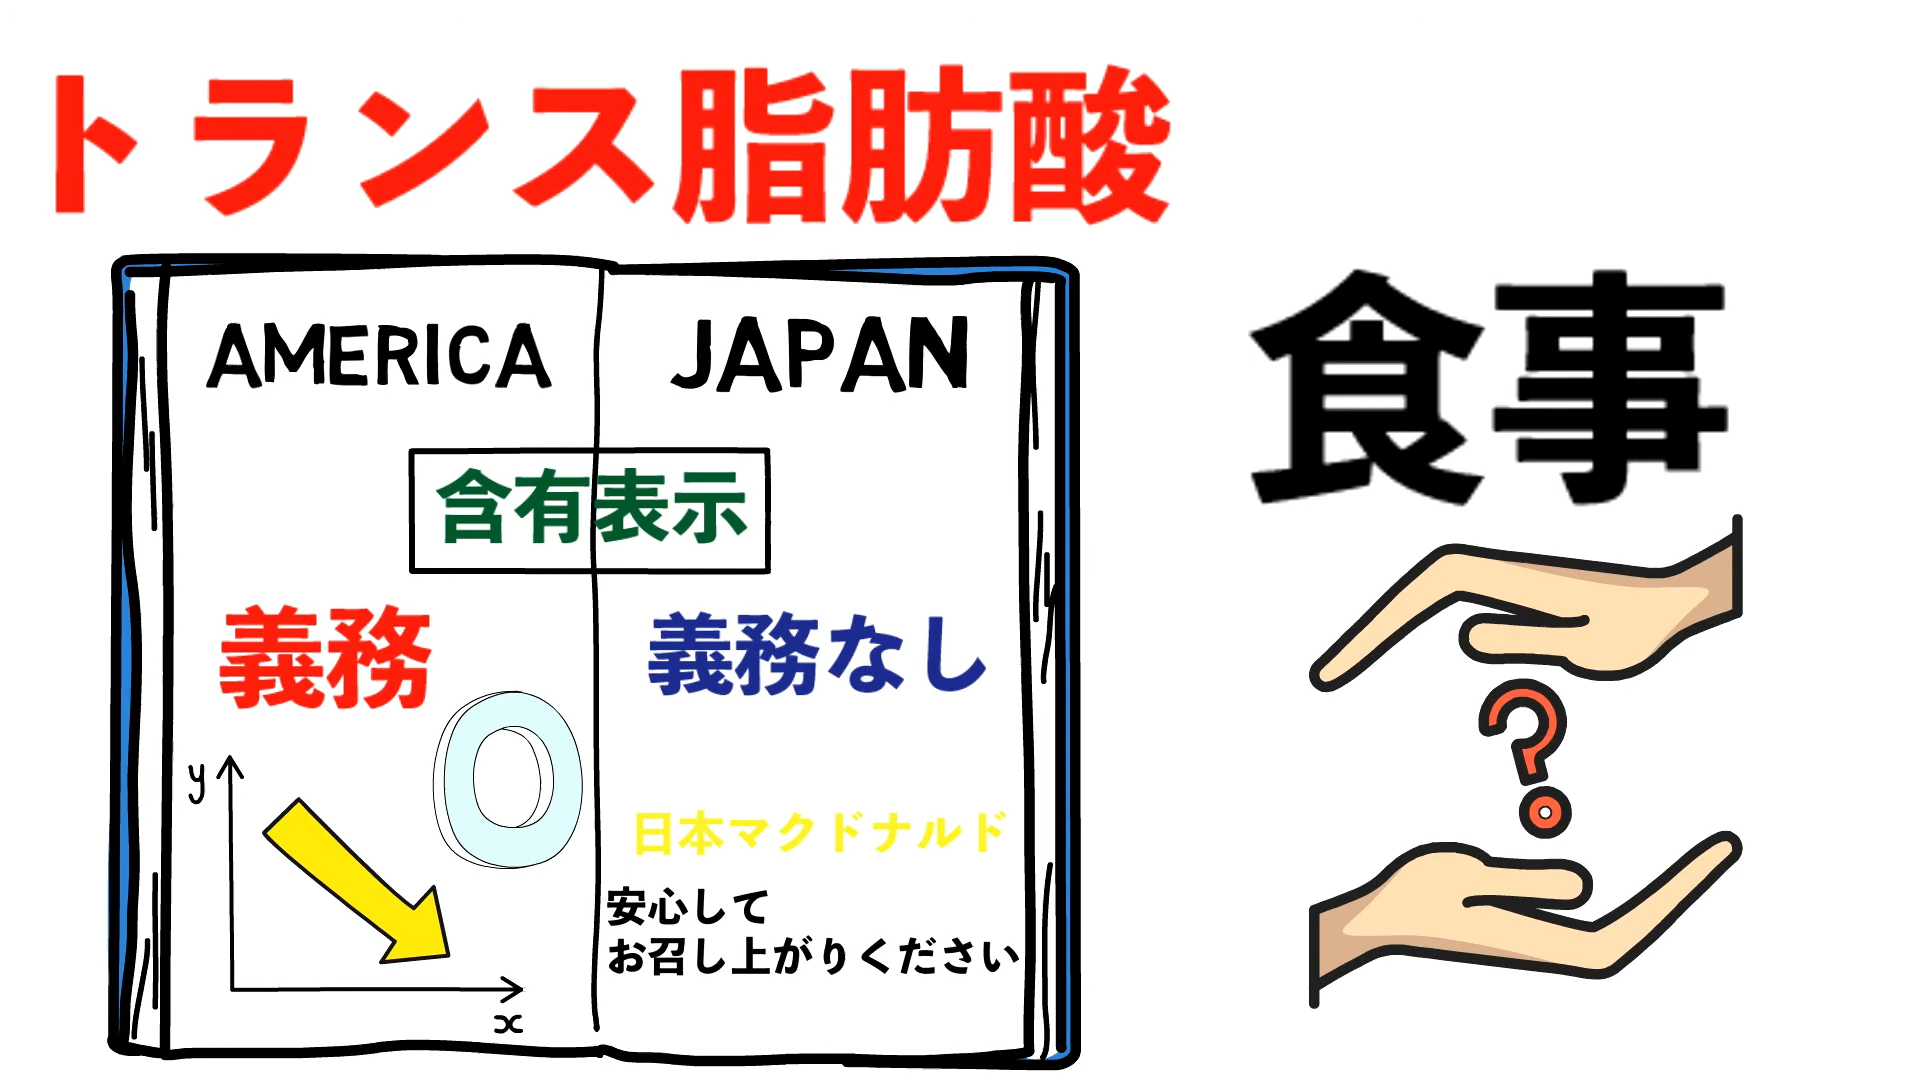 トランス脂肪酸
AMERICA
JAPAN
含有表示
義務
義務なし
0
y
x
日本マクドナルド
安心して
お召し上がりください
食事
?